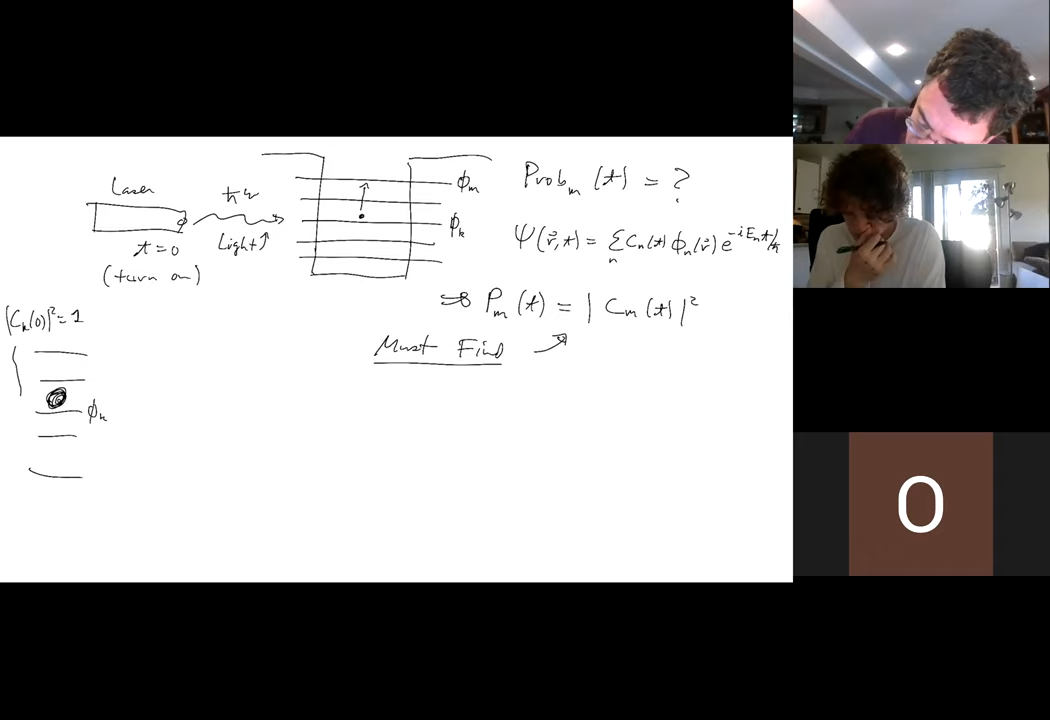 Laser
ħω
t=0
Light
(turn on)
ϕₘ
ϕₖ
Probₘ(t) = ?
Ψ(r⃗,t) = Σₙ Cₙ(t) ϕₙ(r⃗) e^{-iEₙt/ħ}
⇒ Pₘ(t) = |Cₘ(t)|²
Must Find
|Cₖ(0)|² = 1
ϕₖ
O